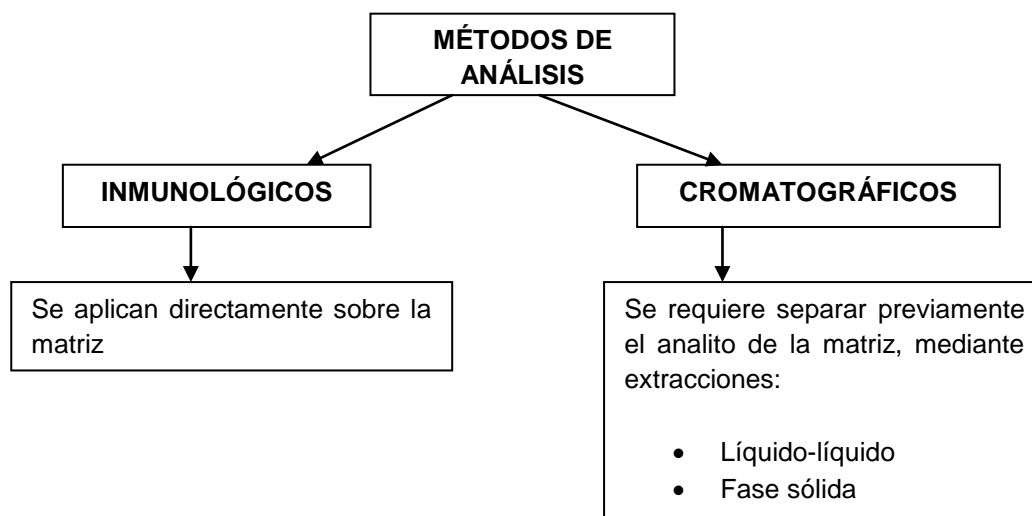 MÉTODOS DE
ANÁLISIS
INMUNOLÓGICOS
CROMATOGRÁFICOS
Se aplican directamente sobre la
matriz
Se requiere separar previamente
el analito de la matriz, mediante
extracciones:
• Líquido-líquido
• Fase sólida